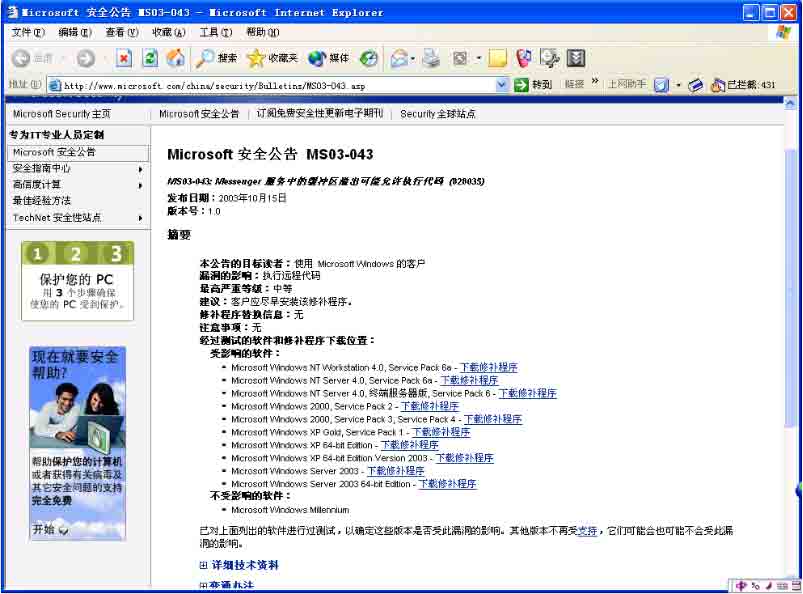 Microsoft 安全公告 MS03-043 - Microsoft Internet Explorer
文件(F) 编辑(E) 查看(V) 收藏(A) 工具(T) 帮助(H)
后退 搜索 收藏夹 媒体
地址(D) http://www.microsoft.com/china/security/Bulletins/MS03-043.asp 转到 链接 » 上网助手 已拦截:431
Microsoft Security 主页 | Microsoft 安全公告 | 订阅免费安全性更新电子期刊 | Security 全球站点
专为IT专业人员定制
Microsoft 安全公告
安全指南中心
高信度计算
最佳经验方法
TechNet 安全性站点
1 2 3
保护您的 PC
用 3 个步骤确保
使您的 PC 受到保护。
现在就要安全
帮助?
帮助保护您的计算机
或者获得有关病毒及
其它安全问题的支持
完全免费
开始
Microsoft 安全公告 MS03-043
MS03-043: Messenger 服务中的缓冲区溢出可能允许执行代码 (828035)
发布日期：2003年10月15日
版本号：1.0
摘要
本公告的目标读者：使用 Microsoft Windows 的客户
漏洞的影响：执行远程代码
最高严重等级：中等
建议：客户应尽早安装该修补程序。
修补程序替换信息：无
注意事项：无
经过测试的软件和修补程序下载位置：
受影响的软件：
Microsoft Windows NT Workstation 4.0, Service Pack 6a - 下载修补程序
Microsoft Windows NT Server 4.0, Service Pack 6a - 下载修补程序
Microsoft Windows NT Server 4.0, 终端服务器版, Service Pack 6 - 下载修补程序
Microsoft Windows 2000, Service Pack 2 - 下载修补程序
Microsoft Windows 2000, Service Pack 3, Service Pack 4 - 下载修补程序
Microsoft Windows XP Gold, Service Pack 1 - 下载修补程序
Microsoft Windows XP 64-bit Edition - 下载修补程序
Microsoft Windows XP 64-bit Edition Version 2003 - 下载修补程序
Microsoft Windows Server 2003 - 下载修补程序
Microsoft Windows Server 2003 64-bit Edition - 下载修补程序
不受影响的软件：
Microsoft Windows Millennium
已对上面列出的软件进行过测试，以确定这些版本是否受此漏洞的影响。其他版本不再受支持，它们可能会也可能不会受此漏
洞的影响。
详细技术资料
变通办法